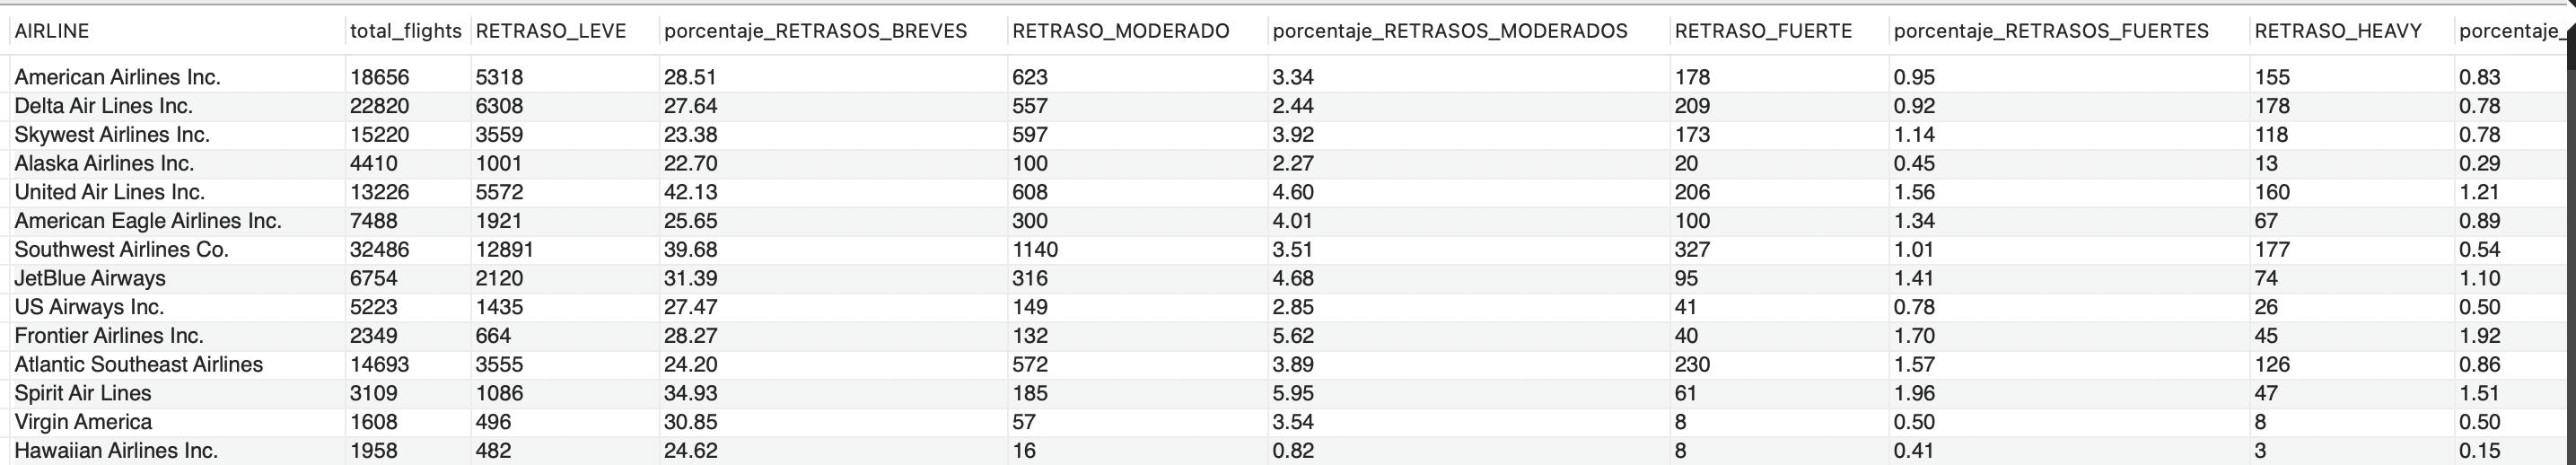 AIRLINE total_flights RETRASO_LEVE porcentaje_RETRASOS_BREVES RETRASO_MODERADO porcentaje_RETRASOS_MODERADOS RETRASO_FUERTE porcentaje_RETRASOS_FUERTES RETRASO_HEAVY porcentaje_
American Airlines Inc. 18656 5318 28.51 623 3.34 178 0.95 155 0.83
Delta Air Lines Inc. 22820 6308 27.64 557 2.44 209 0.92 178 0.78
Skywest Airlines Inc. 15220 3559 23.38 597 3.92 173 1.14 118 0.78
Alaska Airlines Inc. 4410 1001 22.70 100 2.27 20 0.45 13 0.29
United Air Lines Inc. 13226 5572 42.13 608 4.60 206 1.56 160 1.21
American Eagle Airlines Inc. 7488 1921 25.65 300 4.01 100 1.34 67 0.89
Southwest Airlines Co. 32486 12891 39.68 1140 3.51 327 1.01 177 0.54
JetBlue Airways 6754 2120 31.39 316 4.68 95 1.41 74 1.10
US Airways Inc. 5223 1435 27.47 149 2.85 41 0.78 26 0.50
Frontier Airlines Inc. 2349 664 28.27 132 5.62 40 1.70 45 1.92
Atlantic Southeast Airlines 14693 3555 24.20 572 3.89 230 1.57 126 0.86
Spirit Air Lines 3109 1086 34.93 185 5.95 61 1.96 47 1.51
Virgin America 1608 496 30.85 57 3.54 8 0.50 8 0.50
Hawaiian Airlines Inc. 1958 482 24.62 16 0.82 8 0.41 3 0.15